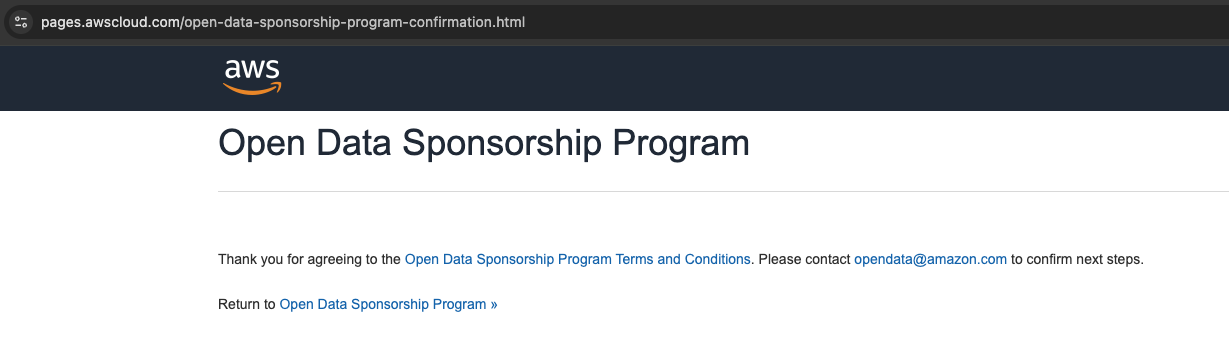 pages.awscloud.com/open-data-sponsorship-program-confirmation.html
aws
Open Data Sponsorship Program
Thank you for agreeing to the Open Data Sponsorship Program Terms and Conditions. Please contact opendata@amazon.com to confirm next steps.
Return to Open Data Sponsorship Program »